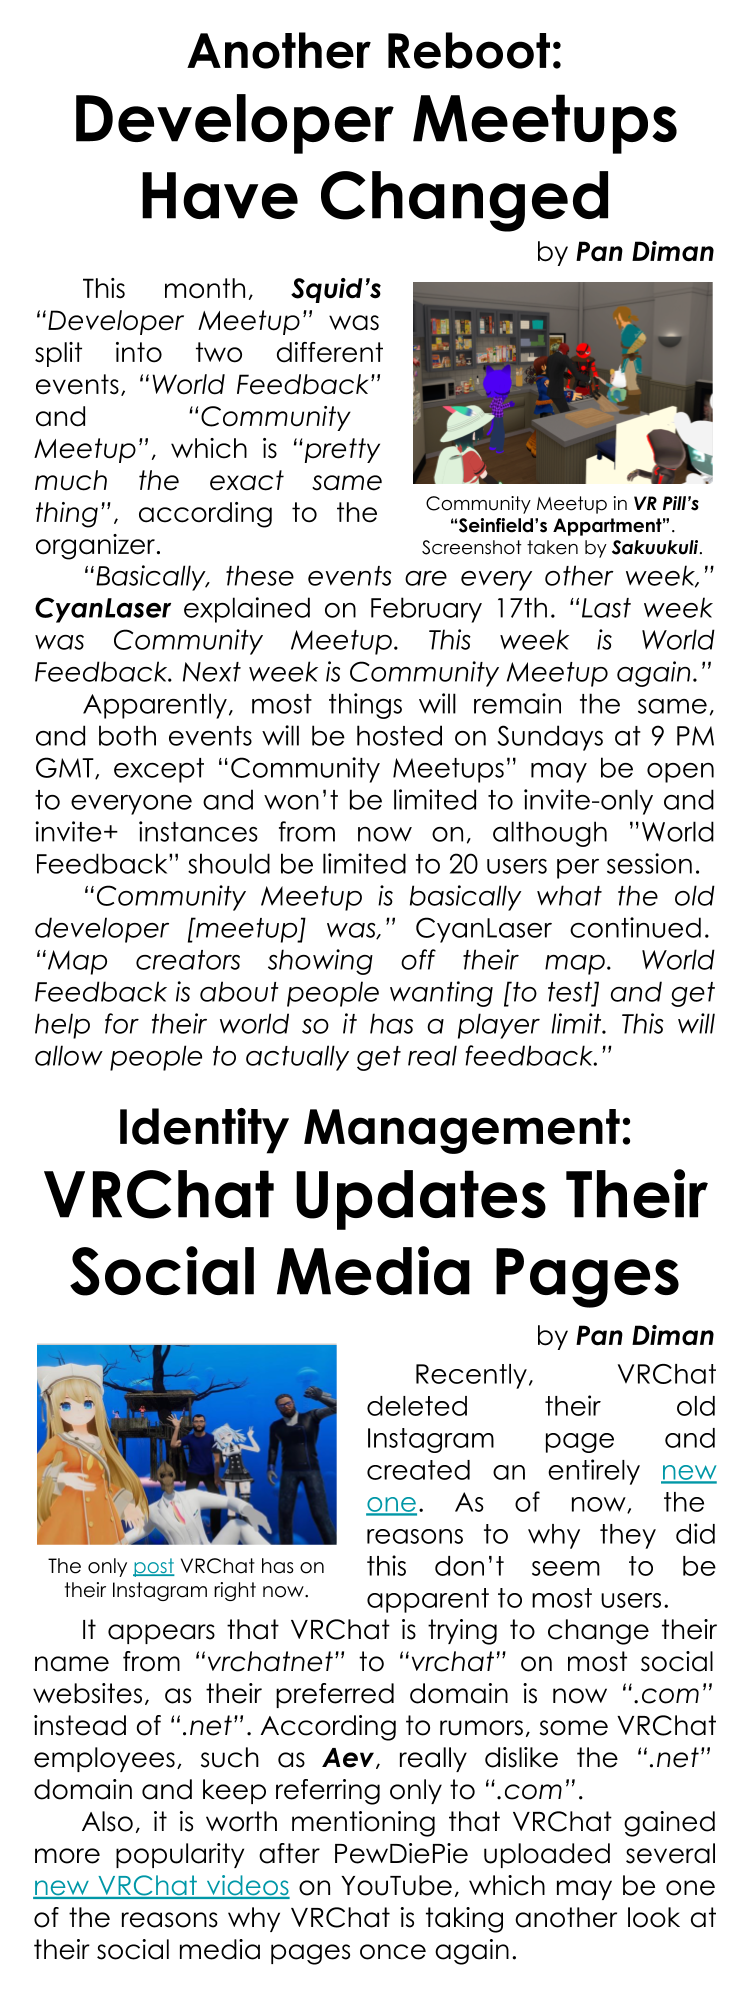 Another Reboot:
Developer Meetups
Have Changed
by Pan Diman
This month, Squid’s
“Developer Meetup” was
split into two different
events, “World Feedback”
and “Community
Meetup”, which is “pretty
much the exact same
thing”, according to the
organizer.
Community Meetup in VR Pill’s
“Seinfield’s Appartment”.
Screenshot taken by Sakuukuli.
“Basically, these events are every other week,”
CyanLaser explained on February 17th. “Last week
was Community Meetup. This week is World
Feedback. Next week is Community Meetup again.”
Apparently, most things will remain the same,
and both events will be hosted on Sundays at 9 PM
GMT, except “Community Meetups” may be open
to everyone and won’t be limited to invite-only and
invite+ instances from now on, although ”World
Feedback” should be limited to 20 users per session.
“Community Meetup is basically what the old
developer [meetup] was,” CyanLaser continued.
“Map creators showing off their map. World
Feedback is about people wanting [to test] and get
help for their world so it has a player limit. This will
allow people to actually get real feedback.”
Identity Management:
VRChat Updates Their
Social Media Pages
by Pan Diman
The only post VRChat has on
their Instagram right now.
Recently, VRChat
deleted their old
Instagram page and
created an entirely new
one. As of now, the
reasons to why they did
this don’t seem to be
apparent to most users.
It appears that VRChat is trying to change their
name from “vrchatnet” to “vrchat” on most social
websites, as their preferred domain is now “.com”
instead of “.net”. According to rumors, some VRChat
employees, such as Aev, really dislike the “.net”
domain and keep referring only to “.com”.
Also, it is worth mentioning that VRChat gained
more popularity after PewDiePie uploaded several
new VRChat videos on YouTube, which may be one
of the reasons why VRChat is taking another look at
their social media pages once again.